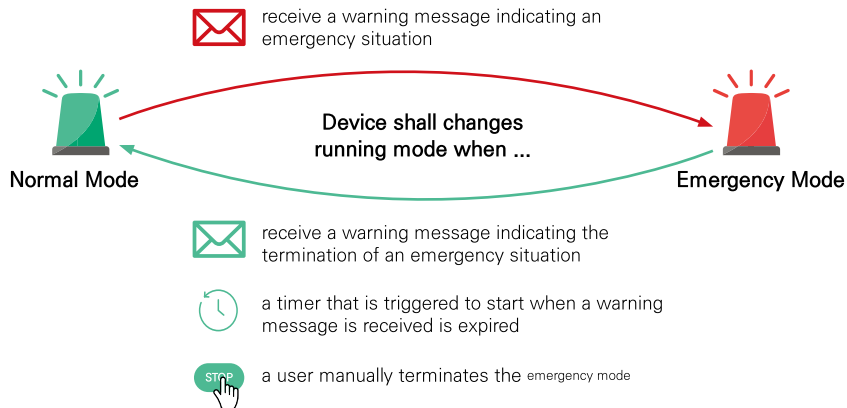 receive a warning message indicating an
emergency situation
Device shall changes
running mode when ...
Normal Mode
Emergency Mode
receive a warning message indicating the
termination of an emergency situation
a timer that is triggered to start when a warning
message is received is expired
STOP
a user manually terminates the emergency mode